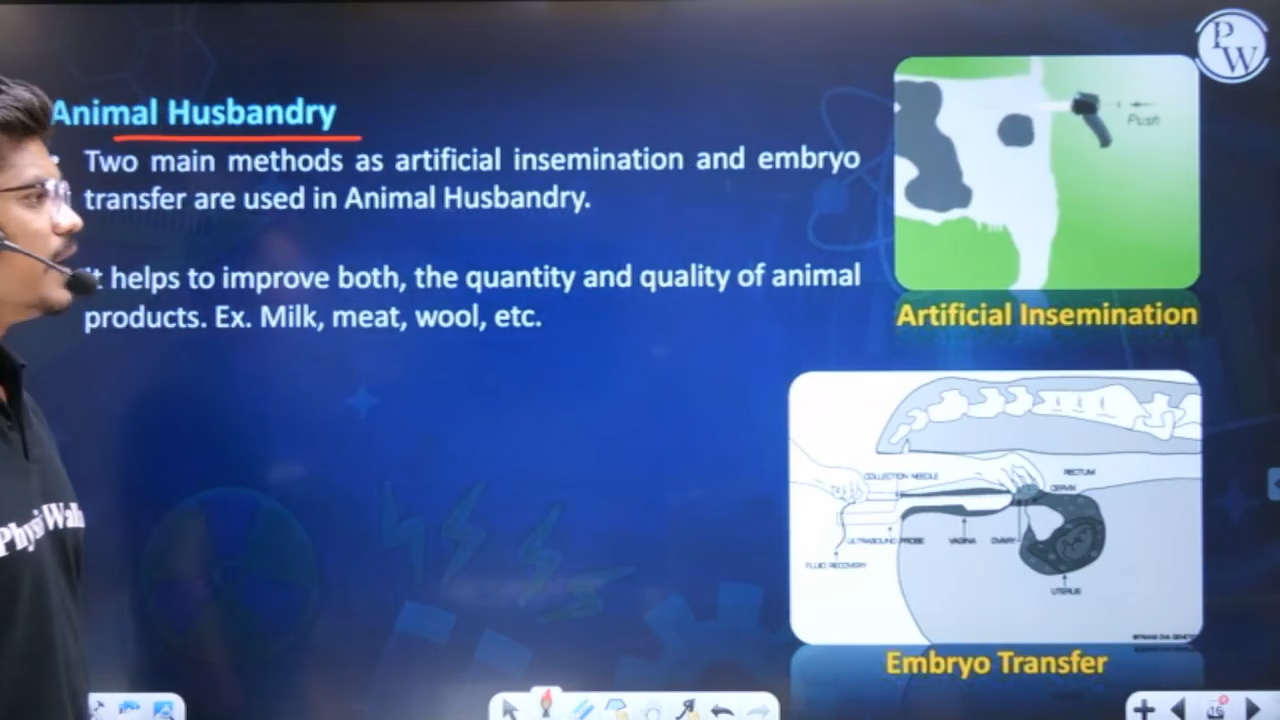 P
W
Animal Husbandry
Two main methods as artificial insemination and embryo
transfer are used in Animal Husbandry.
It helps to improve both, the quantity and quality of animal
products. Ex. Milk, meat, wool, etc.
Push
Artificial Insemination
COLLECTION NEEDLE
RECTUM
CERVIX
ULTRASOUND PROBE
VAGINA
OVARY
FLUID RECOVERY
UTERUS
Embryo Transfer